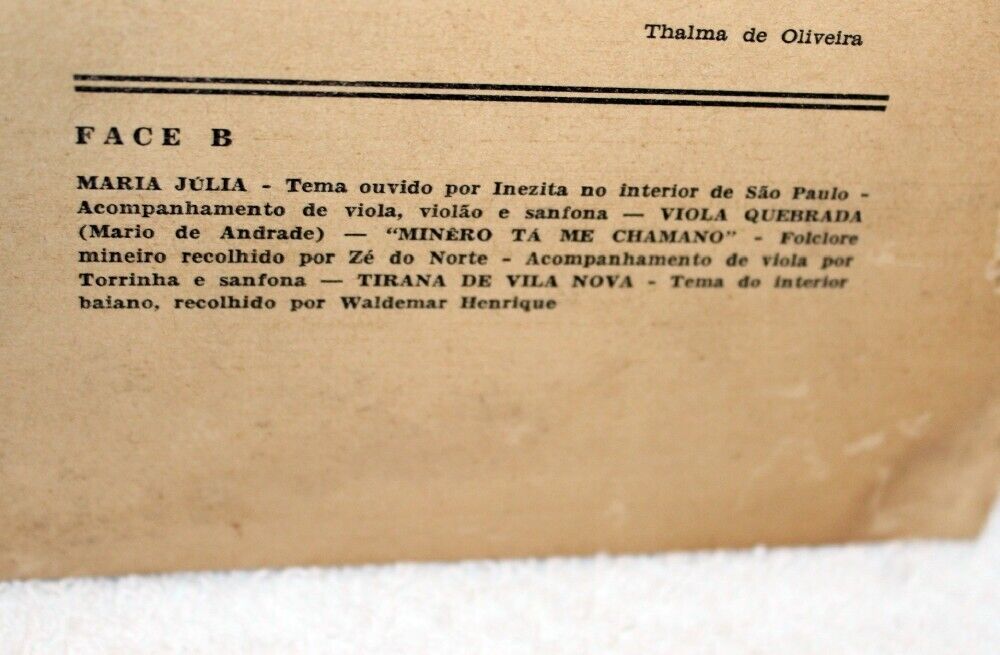 Thalma de Oliveira
FACE B
MARIA JÚLIA - Tema ouvido por Inezita no interior de São Paulo -
Acompanhamento de viola, violão e sanfona — VIOLA QUEBRADA
(Mario de Andrade) — "MINÊRO TÁ ME CHAMANO" - Folclore
mineiro recolhido por Zé do Norte - Acompanhamento de viola por
Torrinha e sanfona — TIRANA DE VILA NOVA - Tema do interior
baiano, recolhido por Waldemar Henrique